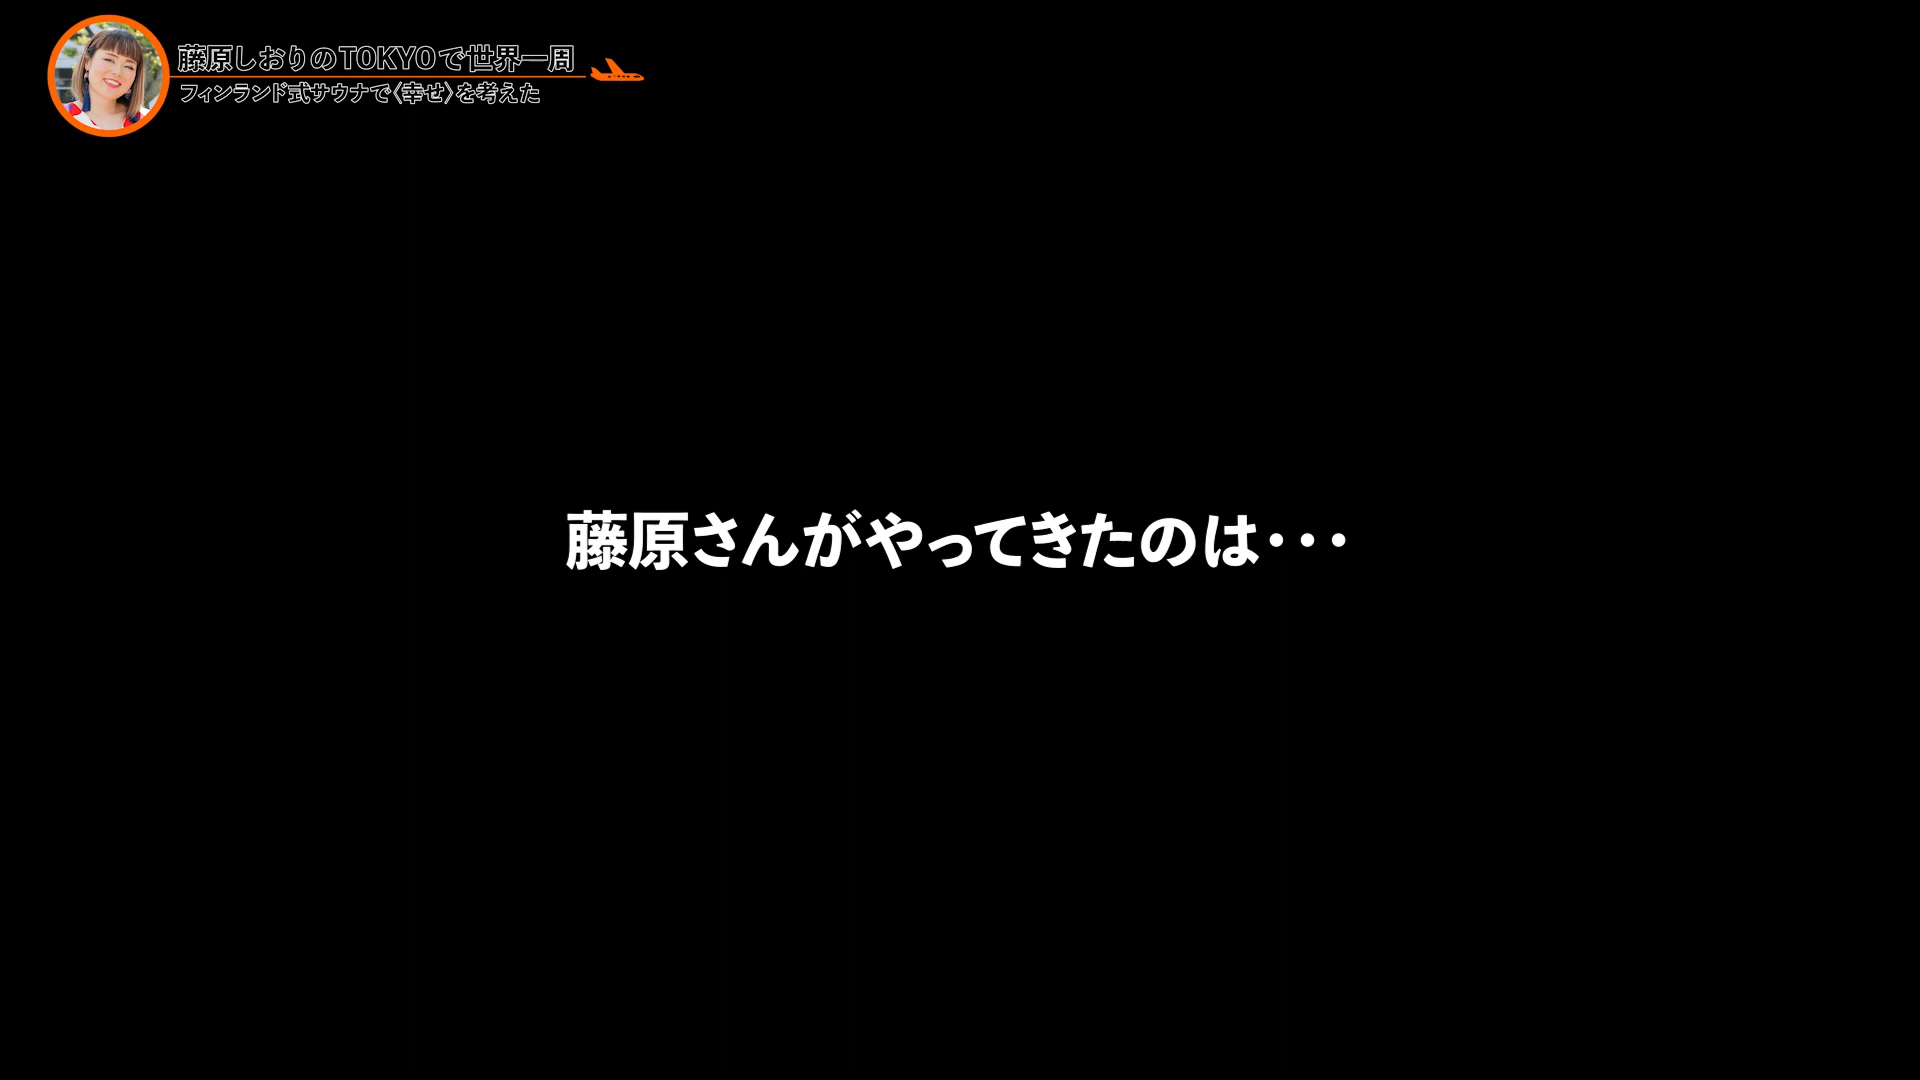 藤原しおりのTOKYOで世界一周
フィンランド式サウナで〈幸せ〉を考えた
藤原さんがやってきたのは･･･